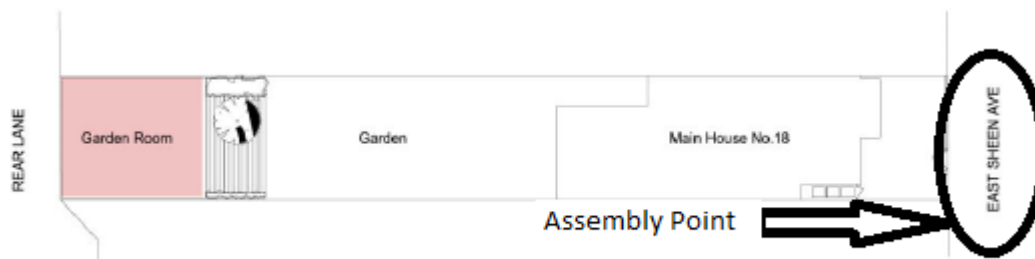 REAR LANE
Garden Room
Garden
Main House No.18
EAST SHEEN AVE
Assembly Point